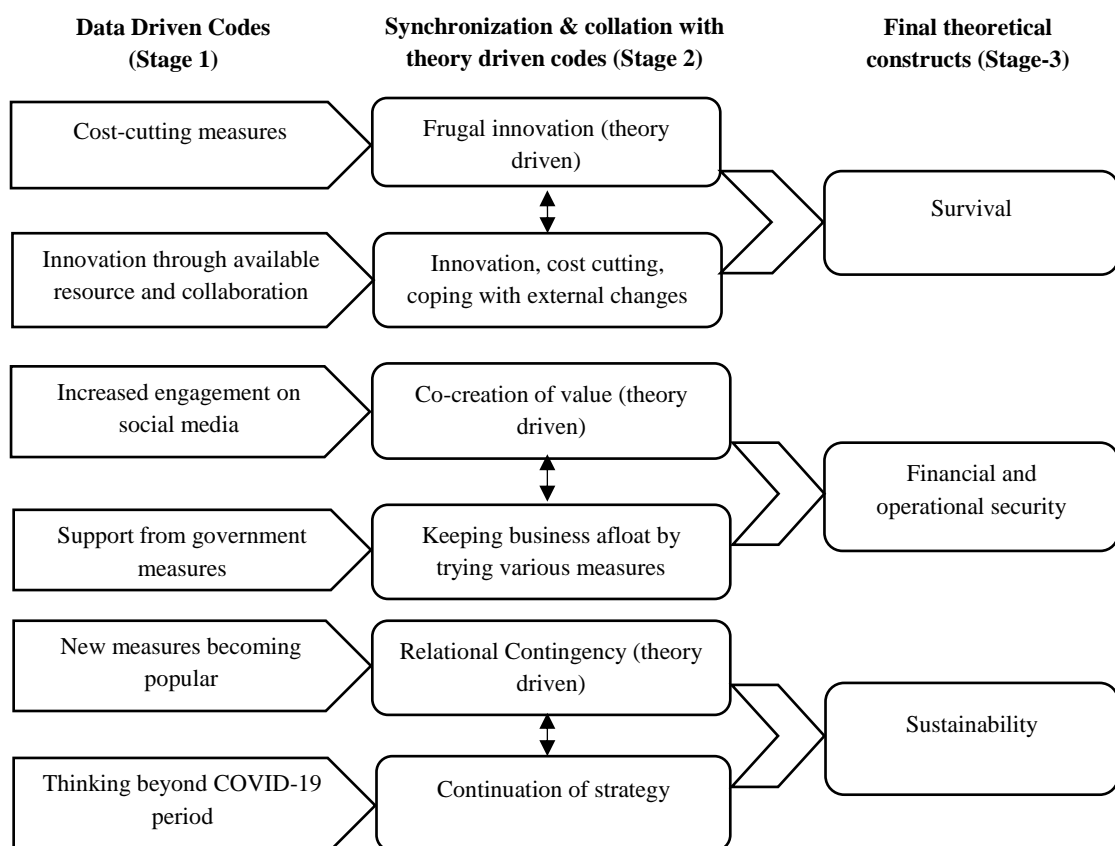 Data Driven Codes
(Stage 1)
Synchronization & collation with
theory driven codes (Stage 2)
Final theoretical
constructs (Stage-3)
Cost-cutting measures
Frugal innovation (theory
driven)
Survival
Innovation through available
resource and collaboration
Innovation, cost cutting,
coping with external changes
Increased engagement on
social media
Co-creation of value (theory
driven)
Financial and
operational security
Support from government
measures
Keeping business afloat by
trying various measures
New measures becoming
popular
Relational Contingency (theory
driven)
Sustainability
Thinking beyond COVID-19
period
Continuation of strategy